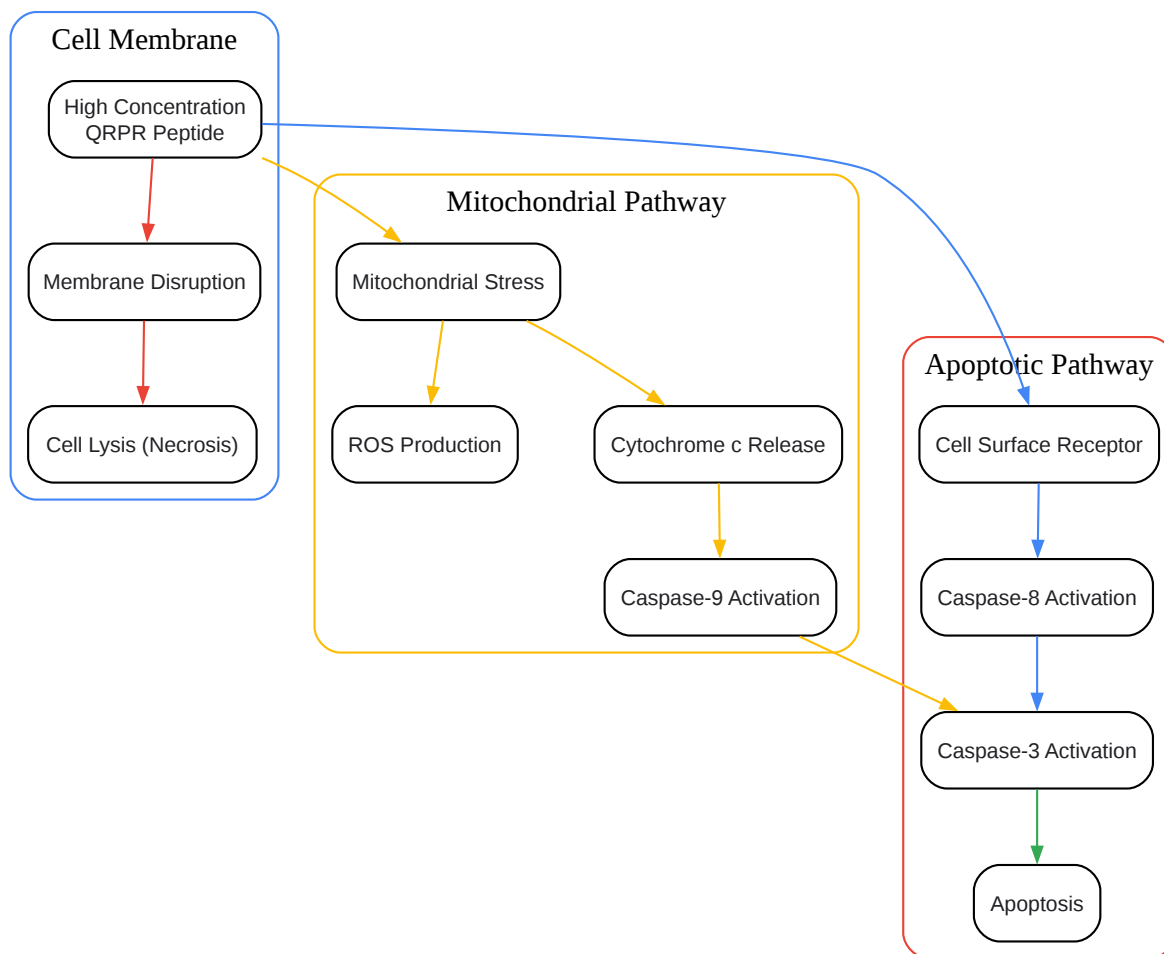 Cell Membrane
High Concentration
QRPR Peptide
Membrane Disruption
Cell Lysis (Necrosis)
Mitochondrial Pathway
Mitochondrial Stress
ROS Production
Cytochrome c Release
Caspase-9 Activation
Apoptotic Pathway
Cell Surface Receptor
Caspase-8 Activation
Caspase-3 Activation
Apoptosis